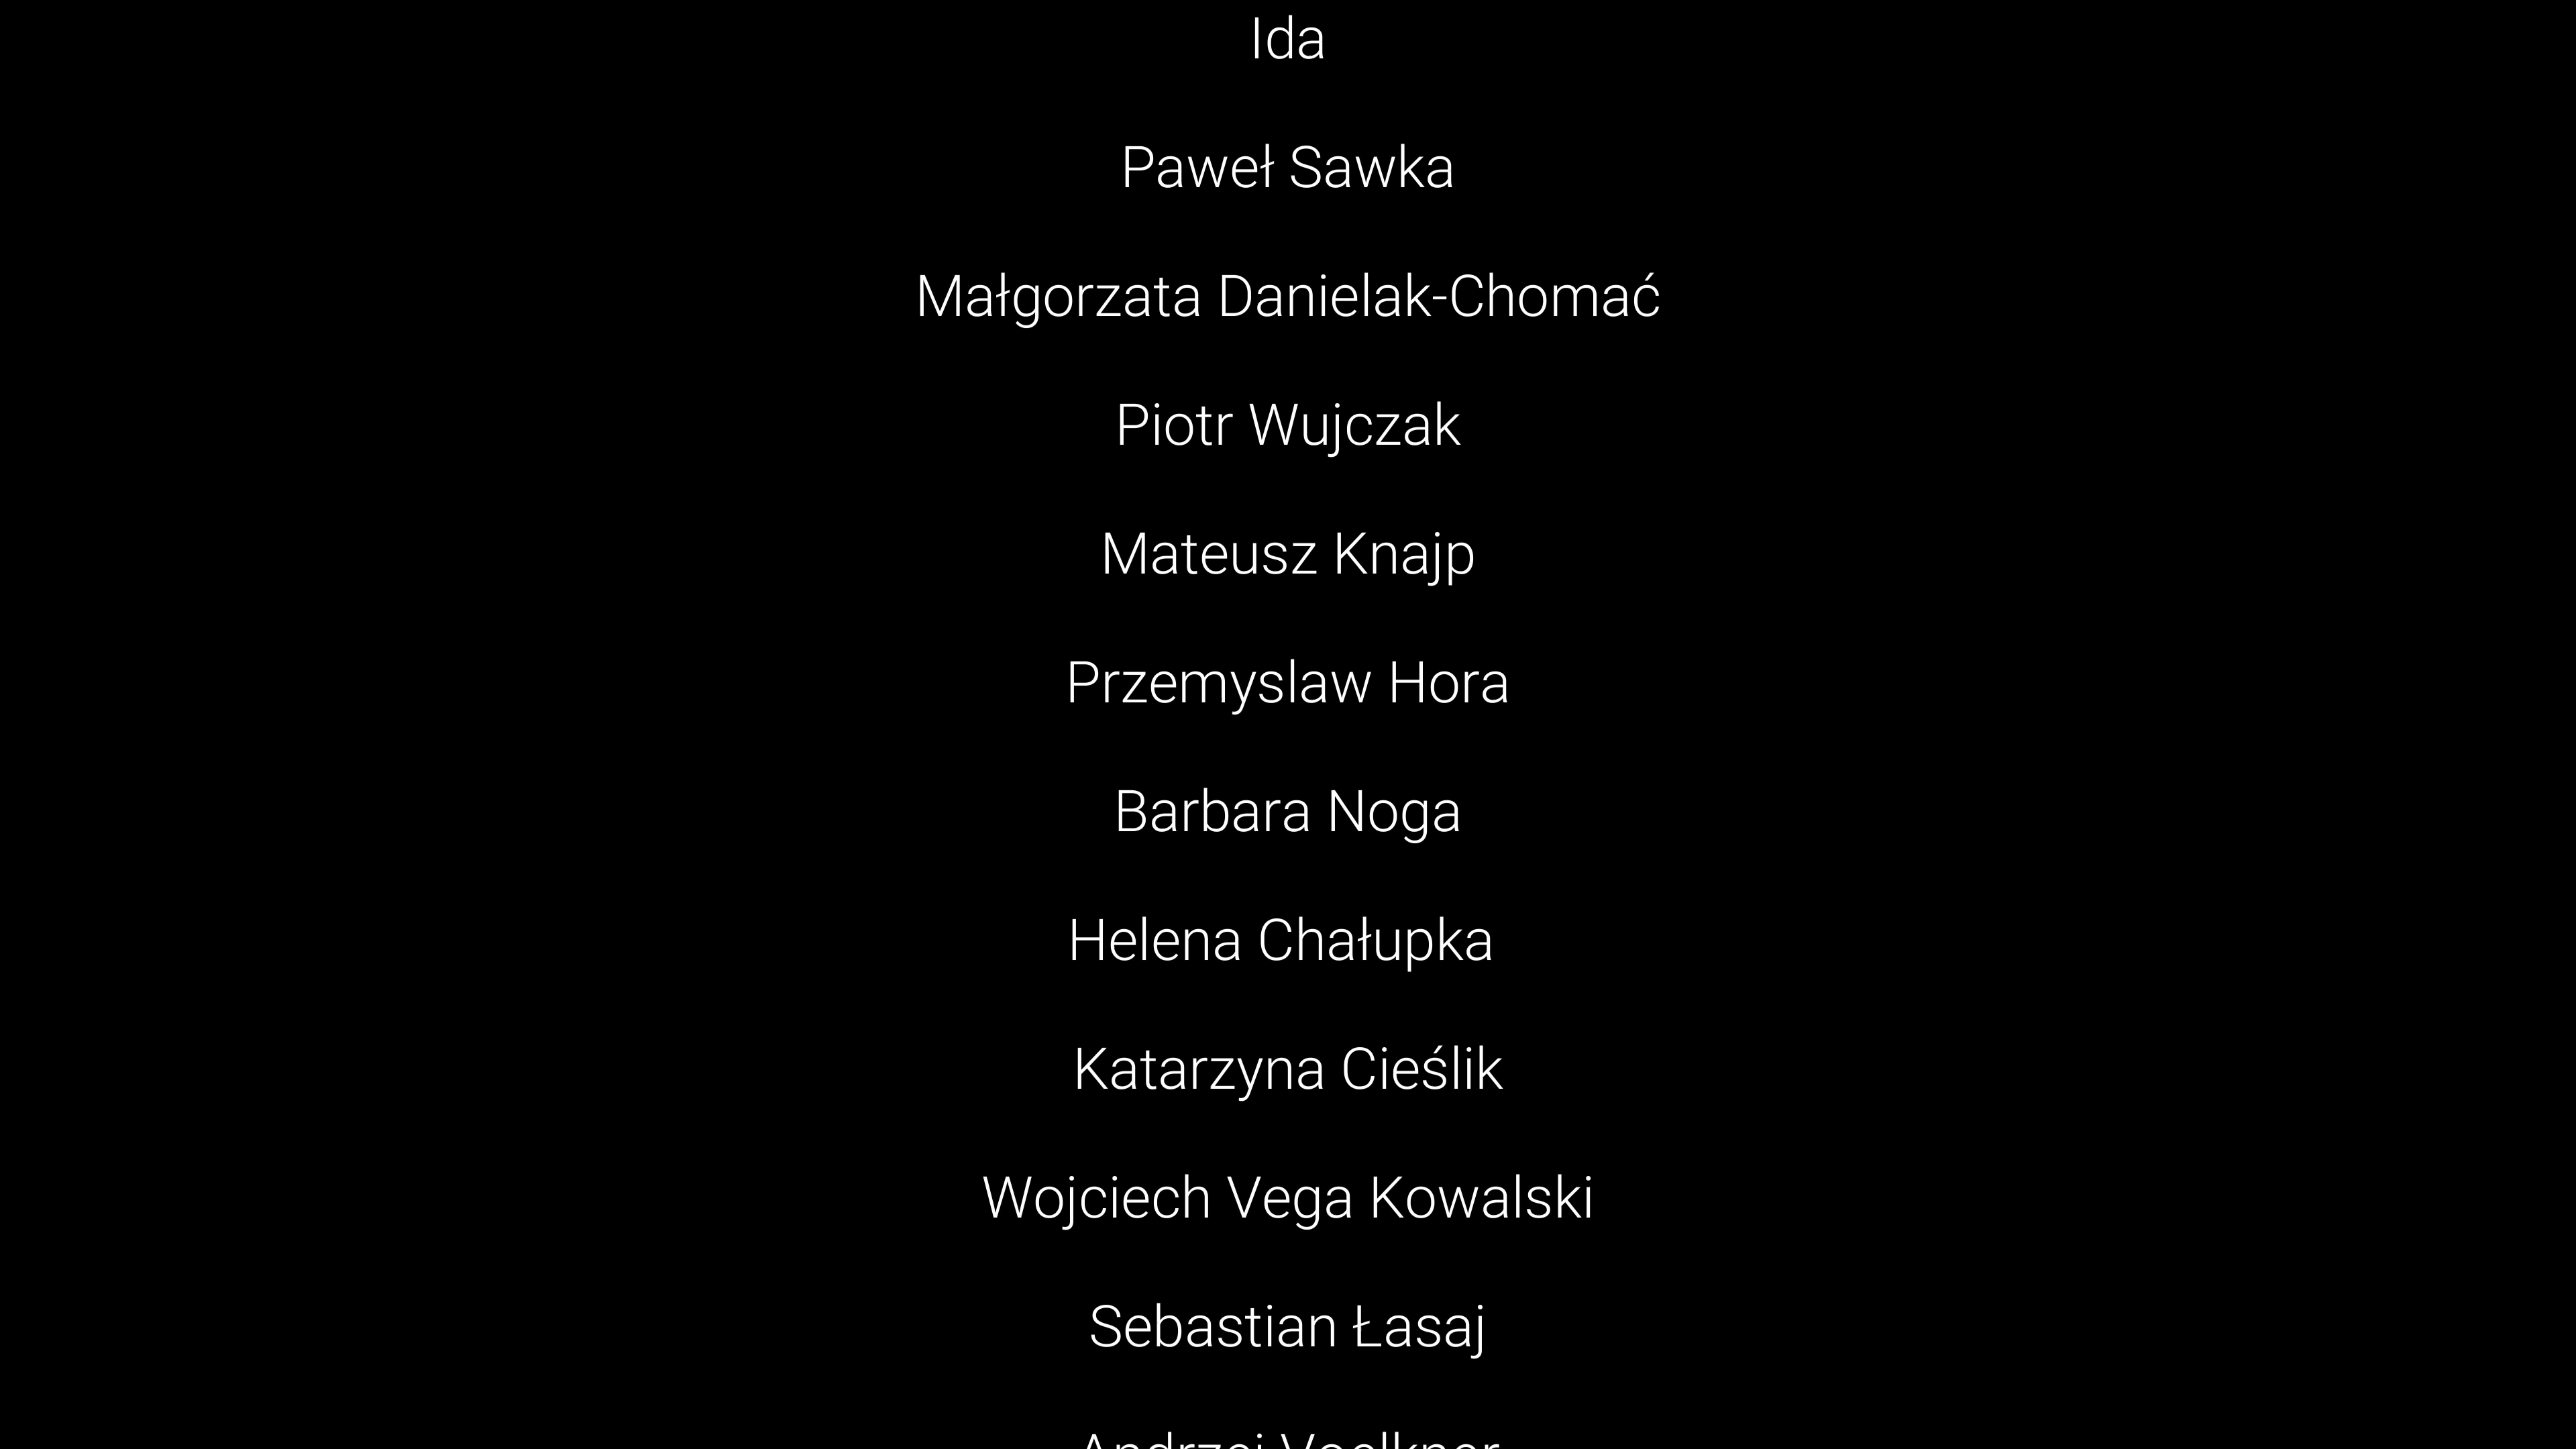 Ida
Paweł Sawka
Małgorzata Danielak-Chomać
Piotr Wujczak
Mateusz Knajp
Przemyslaw Hora
Barbara Noga
Helena Chałupka
Katarzyna Cieślik
Wojciech Vega Kowalski
Sebastian Łasaj
Andrzej